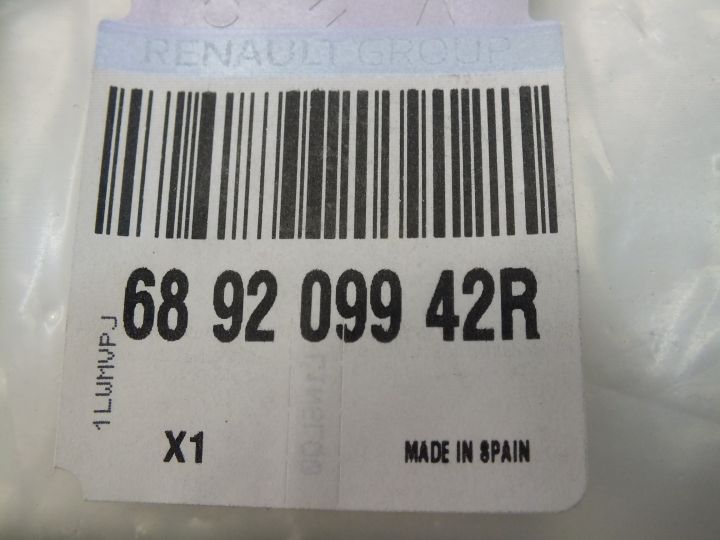 RENAULT GROUP
68 92 099 42R
1LWMVPJ
X1
MADE IN SPAIN